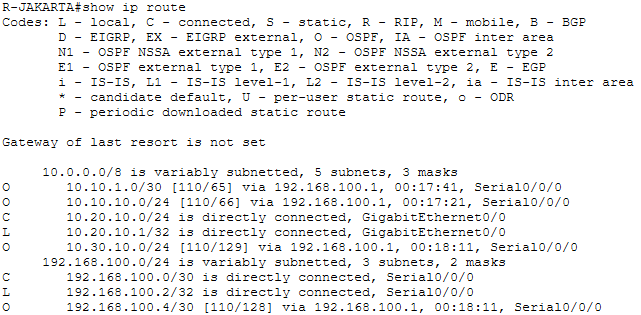 R-JAKARTA#show ip route
Codes: L - local, C - connected, S - static, R - RIP, M - mobile, B - BGP
       D - EIGRP, EX - EIGRP external, O - OSPF, IA - OSPF inter area
       N1 - OSPF NSSA external type 1, N2 - OSPF NSSA external type 2
       E1 - OSPF external type 1, E2 - OSPF external type 2, E - EGP
       i - IS-IS, L1 - IS-IS level-1, L2 - IS-IS level-2, ia - IS-IS inter area
       * - candidate default, U - per-user static route, o - ODR
       P - periodic downloaded static route
Gateway of last resort is not set
     10.0.0.0/8 is variably subnetted, 5 subnets, 3 masks
O       10.10.1.0/30 [110/65] via 192.168.100.1, 00:17:41, Serial0/0/0
O       10.10.10.0/24 [110/66] via 192.168.100.1, 00:17:21, Serial0/0/0
C       10.20.10.0/24 is directly connected, GigabitEthernet0/0
L       10.20.10.1/32 is directly connected, GigabitEthernet0/0
O       10.30.10.0/24 [110/129] via 192.168.100.1, 00:18:11, Serial0/0/0
     192.168.100.0/24 is variably subnetted, 3 subnets, 2 masks
C       192.168.100.0/30 is directly connected, Serial0/0/0
L       192.168.100.2/32 is directly connected, Serial0/0/0
O       192.168.100.4/30 [110/128] via 192.168.100.1, 00:18:11, Serial0/0/0